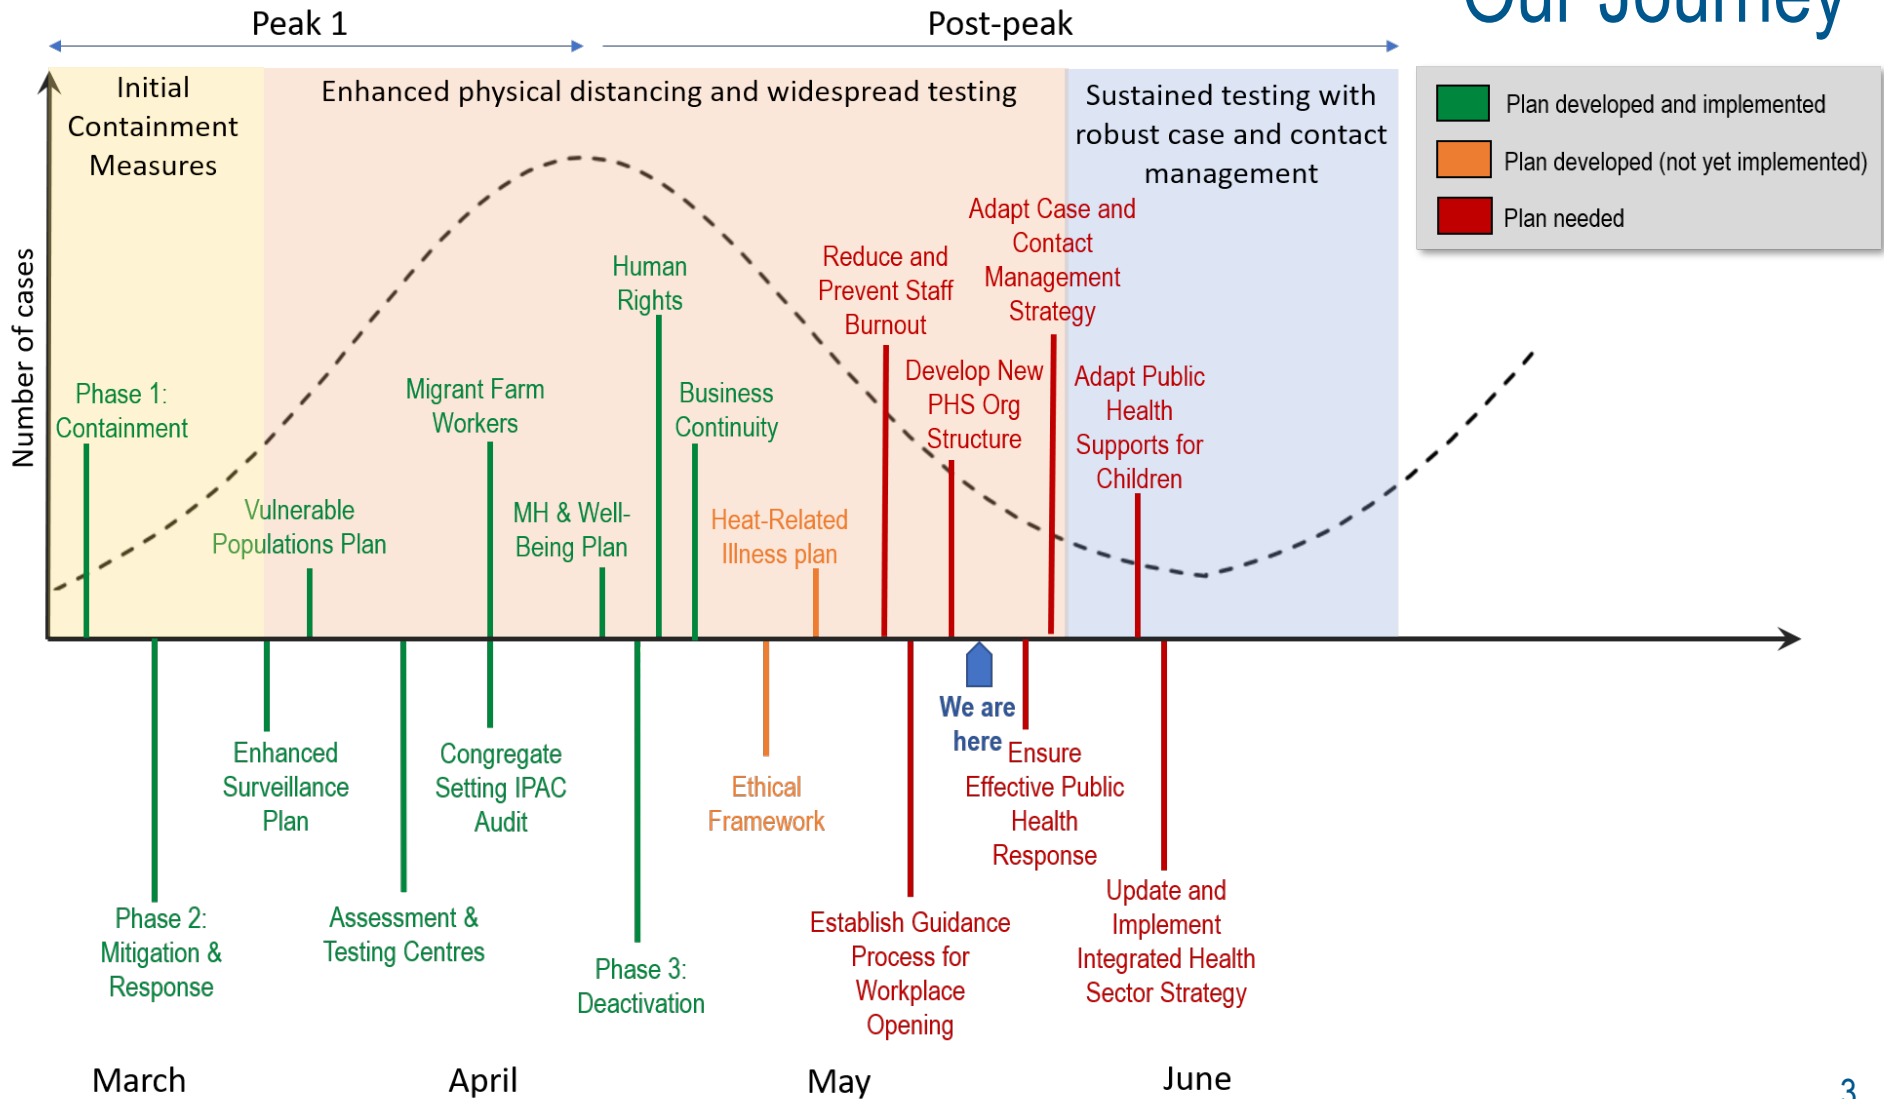 Our Journey
Peak 1
Post-peak
Initial
Containment
Measures
Enhanced physical distancing and widespread testing
Sustained testing with
robust case and contact
management
Plan developed and implemented
Plan developed (not yet implemented)
Plan needed
Number of cases
Phase 1:
Containment
Vulnerable
Populations Plan
Migrant Farm
Workers
MH & Well-
Being Plan
Human
Rights
Business
Continuity
Heat-Related
Illness plan
Reduce and
Prevent Staff
Burnout
Develop New
PHS Org
Structure
Adapt Case and
Contact
Management
Strategy
Adapt Public
Health
Supports for
Children
Phase 2:
Mitigation &
Response
Enhanced
Surveillance
Plan
Assessment &
Testing Centres
Congregate
Setting IPAC
Audit
Phase 3:
Deactivation
Ethical
Framework
Establish Guidance
Process for
Workplace
Opening
We are
here
Ensure
Effective Public
Health
Response
Update and
Implement
Integrated Health
Sector Strategy
March
April
May
June
3